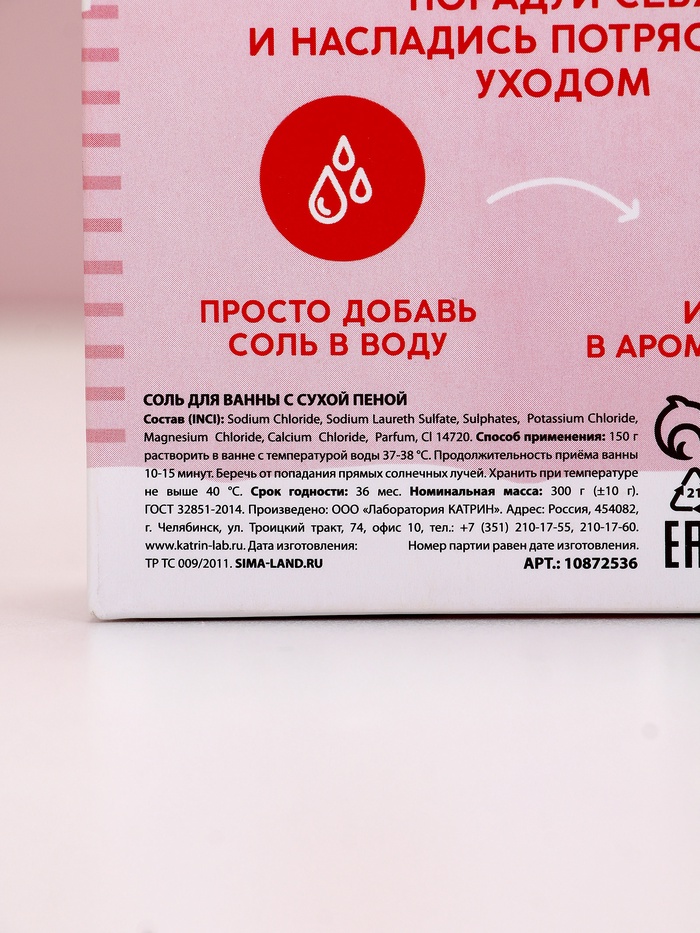 И НАСЛАДИСЬ
УХОДОМ
ПРОСТО ДОБАВЬ
СОЛЬ В ВОДУ
В
СОЛЬ ДЛЯ ВАННЫ С СУХОЙ ПЕНОЙ
Состав (INCI): Sodium Chloride, Sodium Laureth Sulfate, Sulphates, Potassium Chloride,
Magnesium Chloride, Calcium Chloride, Parfum, Cl 14720. Способ применения: 150 г
растворить в ванне с температурой воды 37-38 °С. Продолжительность приёма ванны
10-15 минут. Беречь от попадания прямых солнечных лучей. Хранить при температуре
не выше 40 °С. Срок годности: 36 мес. Номинальная масса: 300 г (±10 г).
ГОСТ 32851-2014. Произведено: ООО «Лаборатория КАТРИН». Адрес: Россия, 454082,
г. Челябинск, ул. Троицкий тракт, 74, офис 10, тел.: +7 (351) 210-17-55, 210-17-60.
www.katrin-lab.ru. Дата изготовления: Номер партии равен дате изготовления.
ТР ТС 009/2011. SIMA-LAND.RU АРТ.: 10872536